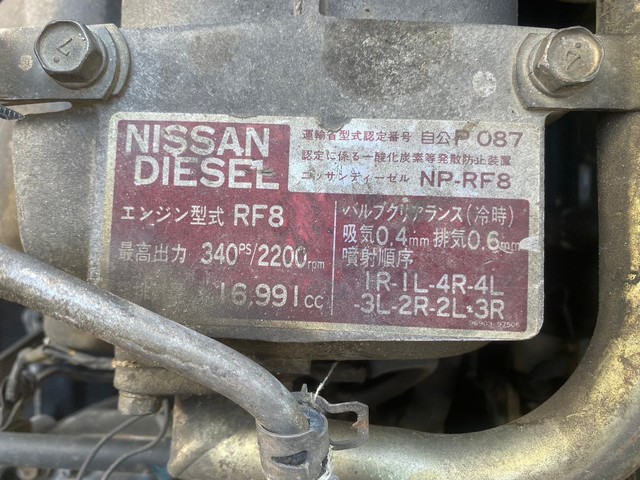 NISSAN
DIESEL
運輸省型式認定番号 自公P 087
認定に係る一酸化炭素等発散防止装置
ニッサンディーゼル NP-RF8
エンジン型式 RF8
最高出力 340PS/2200rpm
16,991cc
バルブクリアランス(冷時)
吸気0.4mm 排気0.6mm
噴射順序
1R-1L-4R-4L
-3L-2R-2L-3R
7
7